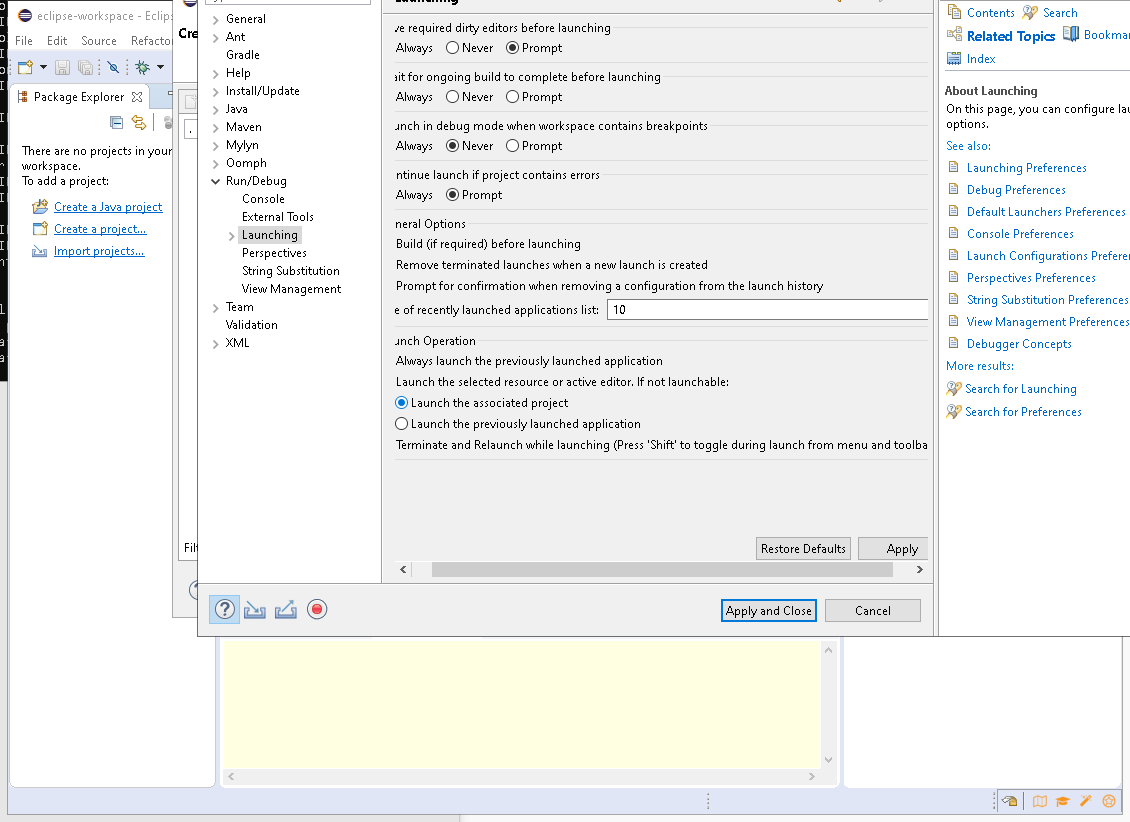 eclipse-workspace - Eclips
File Edit Source Refacto
Package Explorer
There are no projects in your
workspace.
To add a project:
Create a Java project
Create a project...
Import projects...
Cre
Filt
General
Ant
Gradle
Help
Install/Update
Java
Maven
Mylyn
Oomph
Run/Debug
Console
External Tools
Launching
Perspectives
String Substitution
View Management
Team
Validation
XML
Launching
ve required dirty editors before launching
Always Never Prompt
ait for ongoing build to complete before launching
Always Never Prompt
unch in debug mode when workspace contains breakpoints
Always Never Prompt
ntinue launch if project contains errors
Always Prompt
neral Options
Build (if required) before launching
Remove terminated launches when a new launch is created
Prompt for confirmation when removing a configuration from the launch history
e of recently launched applications list: 10
unch Operation
Always launch the previously launched application
Launch the selected resource or active editor. If not launchable:
Launch the associated project
Launch the previously launched application
Terminate and Relaunch while launching (Press 'Shift' to toggle during launch from menu and toolba
Restore Defaults Apply
Apply and Close Cancel
Contents Search
Related Topics Bookmar
Index
About Launching
On this page, you can configure lau
options.
See also:
Launching Preferences
Debug Preferences
Default Launchers Preferences
Console Preferences
Launch Configurations Preferen
Perspectives Preferences
String Substitution Preferences
View Management Preferences
Debugger Concepts
More results:
Search for Launching
Search for Preferences